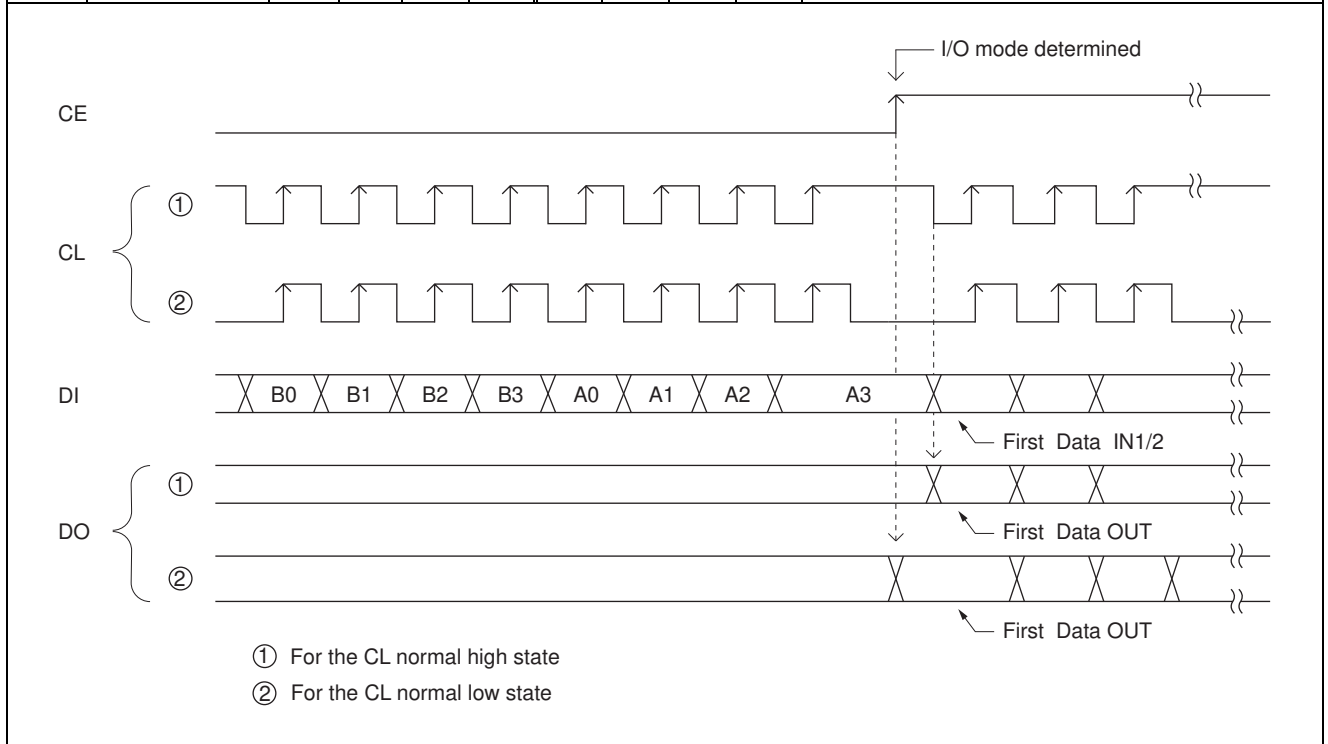 I/O mode determined
CE
CL
①
②
DI
B0 B1 B2 B3 A0 A1 A2 A3
First Data IN1/2
DO
①
First Data OUT
②
First Data OUT
① For the CL normal high state
② For the CL normal low state